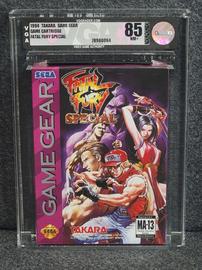 1994 TAKARA GAME GEAR
GAME CARTRIDGE
FATAL FURY SPECIAL
85
NM+
SEGA
GAME GEAR
FATAL
FURY
SPECIAL
TAKARA
MA-13
SEGA